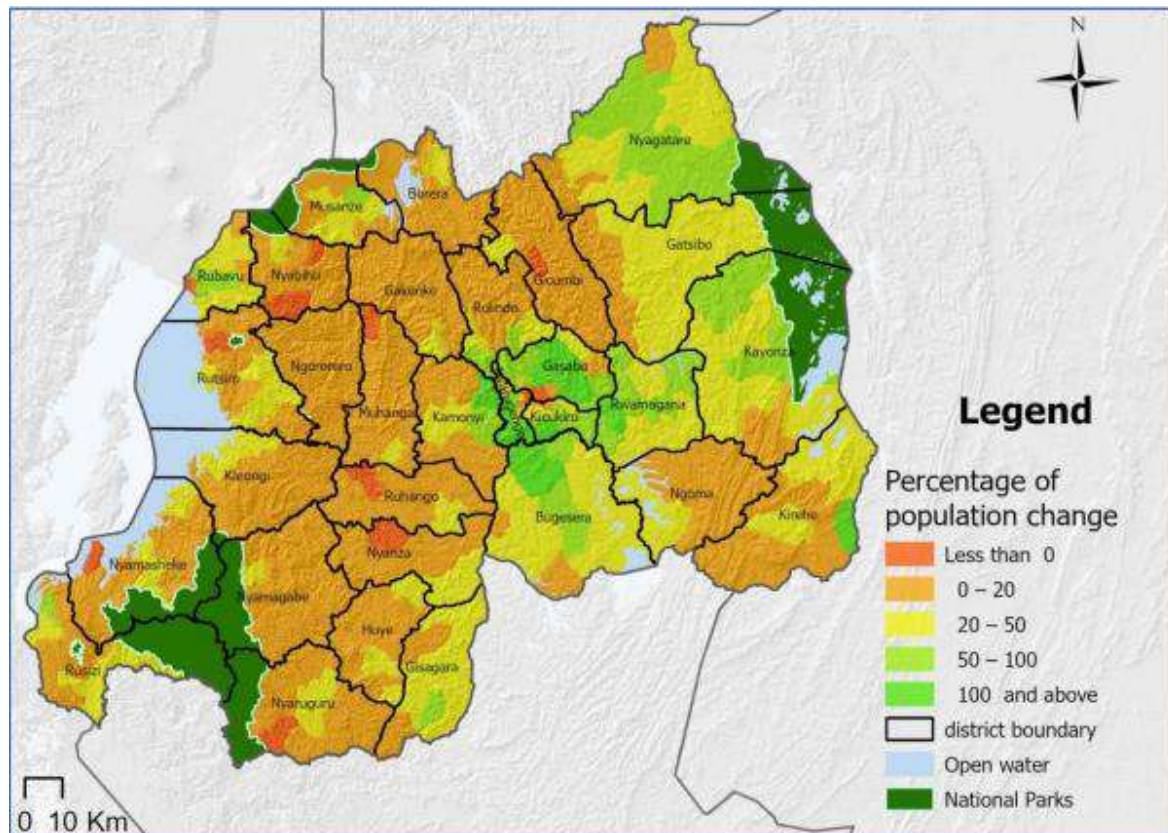 N
Nyagatare
Burera
Musanze
Gatsibo
Rubavu
Nyabihu
Gakenke
Rulindo
Gicumbi
Gasabo
Kayonza
Rutsiro
Ngororero
Muhanga
Kamonyi
Kicukiro
Rwamagana
Karongi
Ruhango
Bugesera
Ngoma
Kirehe
Nyanza
Nyamasheke
Nyamagabe
Huye
Gisagara
Rusizi
Nyaruguru
Legend
Percentage of
population change
Less than 0
0 – 20
20 – 50
50 – 100
100 and above
district boundary
Open water
National Parks
0 10 Km